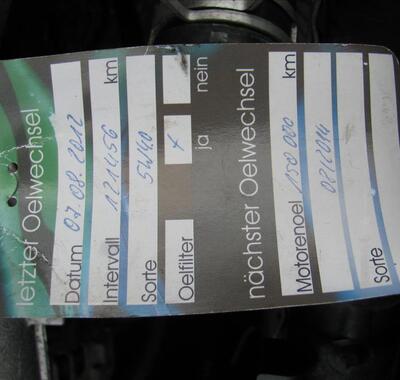 letzter Oelwechsel
Datum 07.08.2012
Intervall 121456 km
Sorte 5W40
Oelfilter x ja nein
nächster Oelwechsel
Motorenoel 150 000 km
08/2014
Sorte